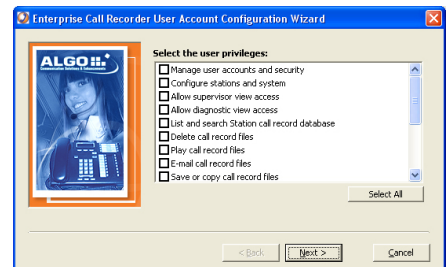 Enterprise Call Recorder User Account Configuration Wizard
ALGO
Communication Solutions & Enhancements
Select the user privileges:
Manage user accounts and security
Configure stations and system
Allow supervisor view access
Allow diagnostic view access
List and search Station call record database
Delete call record files
Play call record files
E-mail call record files
Save or copy call record files
Select All
< Back
Next >
Cancel